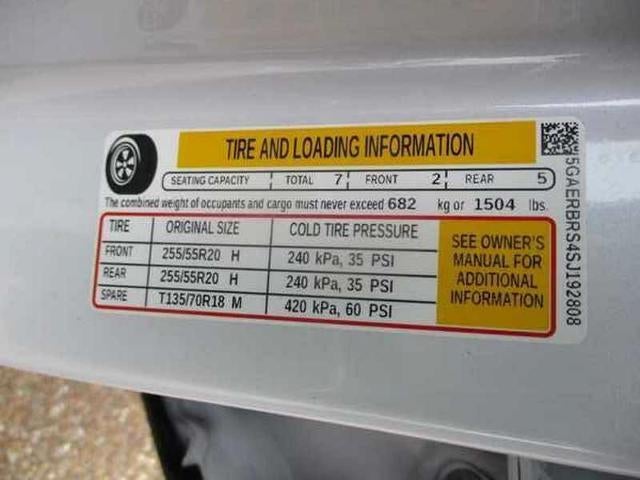 TIRE AND LOADING INFORMATION
SEATING CAPACITY TOTAL 7 FRONT 2 REAR 5
The combined weight of occupants and cargo must never exceed 682 kg or 1504 lbs.
TIRE ORIGINAL SIZE COLD TIRE PRESSURE
FRONT 255/55R20 H 240 kPa, 35 PSI
REAR 255/55R20 H 240 kPa, 35 PSI
SPARE T135/70R18 M 420 kPa, 60 PSI
SEE OWNER'S
MANUAL FOR
ADDITIONAL
INFORMATION
5GAERBRS4SJ192808